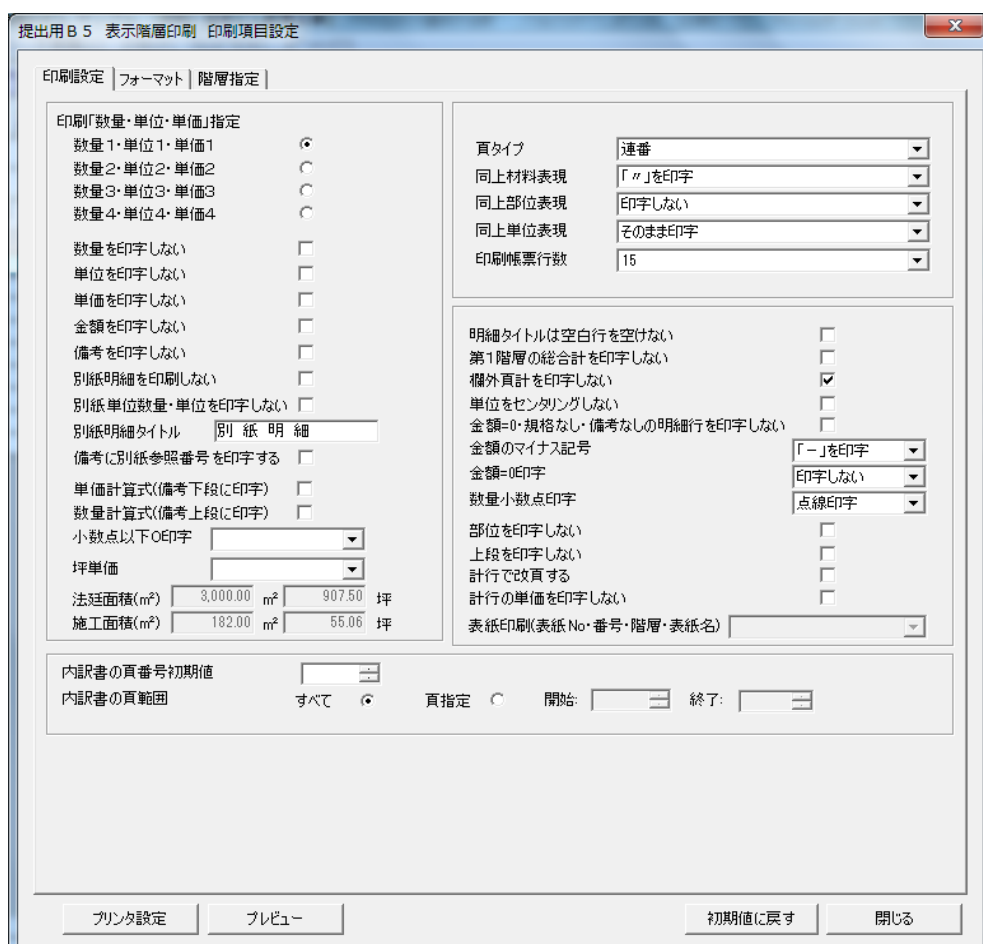 提出用Ｂ５ 表示階層印刷 印刷項目設定
印刷設定 フォーマット 階層指定
印刷｢数量･単位･単価｣指定
数量1･単位1･単価1
数量2･単位2･単価2
数量3･単位3･単価3
数量4･単位4･単価4
数量を印字しない
単位を印字しない
単価を印字しない
金額を印字しない
備考を印字しない
別紙明細を印刷しない
別紙単位数量･単位を印字しない
別紙明細タイトル 別 紙 明 細
備考に別紙参照番号を印字する
単価計算式(備考下段に印字)
数量計算式(備考上段に印字)
小数点以下0印字
坪単価
法廷面積(m²) 3,000.00 m² 907.50 坪
施工面積(m²) 182.00 m² 55.06 坪
頁タイプ 連番
同上材料表現 「〃」を印字
同上部位表現 印字しない
同上単位表現 そのまま印字
印刷帳票行数 15
明細タイトルは空白行を空けない
第1階層の総合計を印字しない
欄外頁計を印字しない
単位をセンタリングしない
金額=0･規格なし･備考なしの明細行を印字しない
金額のマイナス記号 「－」を印字
金額=0印字 印字しない
数量小数点印字 点線印字
部位を印字しない
上段を印字しない
計行で改頁する
計行の単価を印字しない
表紙印刷(表紙No･番号･階層･表紙名)
内訳書の頁番号初期値
内訳書の頁範囲 すべて 頁指定 開始: 終了:
プリンタ設定 プレビュー 初期値に戻す 閉じる